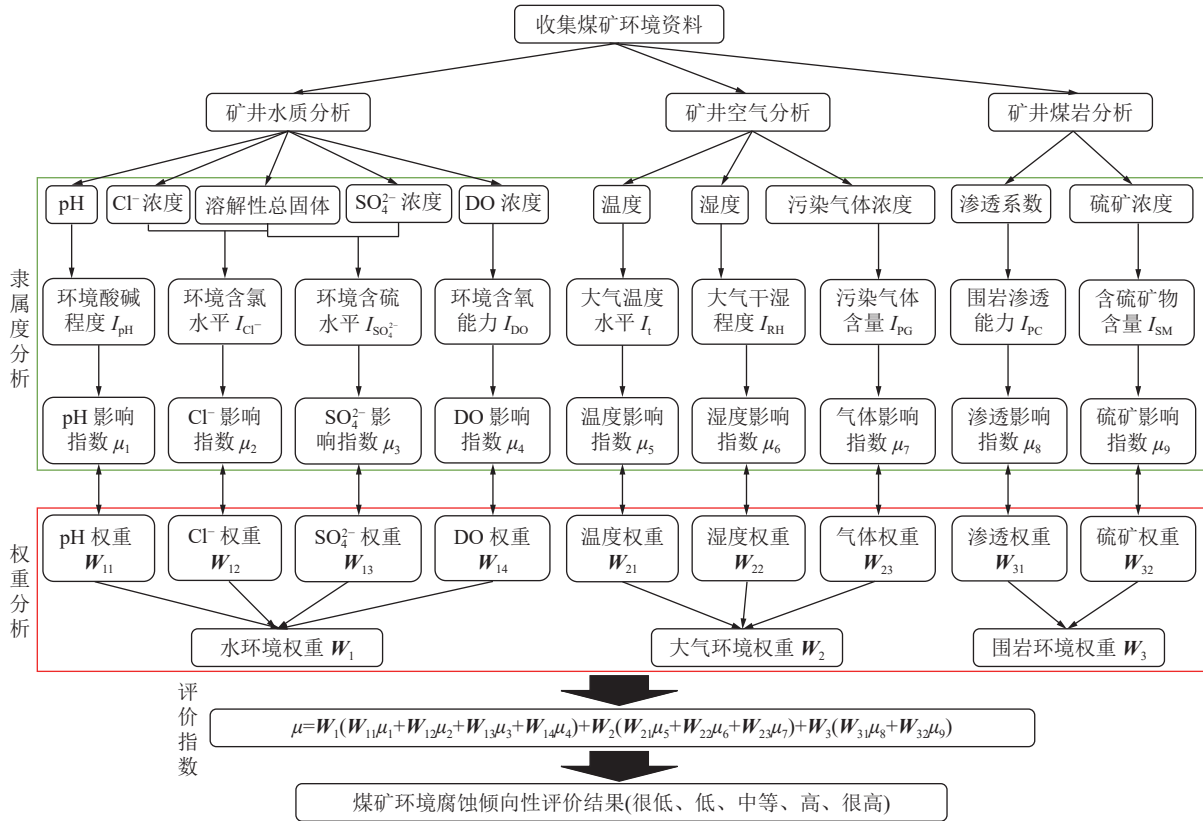 收集煤矿环境资料
矿井水质分析
矿井空气分析
矿井煤岩分析
隶属度分析
pH
Cl⁻ 浓度
溶解性总固体
SO₄²⁻ 浓度
DO 浓度
温度
湿度
污染气体浓度
渗透系数
硫矿浓度
环境酸碱
程度 I_pH
环境含氯
水平 I_Cl⁻
环境含硫
水平 I_SO₄²⁻
环境含氧
能力 I_DO
大气温度
水平 I_t
大气干湿
程度 I_RH
污染气体
含量 I_PG
围岩渗透
能力 I_PC
含硫矿物
含量 I_SM
pH 影响
指数 μ₁
Cl⁻ 影响
指数 μ₂
SO₄²⁻ 影
响指数 μ₃
DO 影响
指数 μ₄
温度影响
指数 μ₅
湿度影响
指数 μ₆
气体影响
指数 μ₇
渗透影响
指数 μ₈
硫矿影响
指数 μ₉
权重分析
pH 权重
W₁₁
Cl⁻ 权重
W₁₂
SO₄²⁻ 权重
W₁₃
DO 权重
W₁₄
温度权重
W₂₁
湿度权重
W₂₂
气体权重
W₂₃
渗透权重
W₃₁
硫矿权重
W₃₂
水环境权重 W₁
大气环境权重 W₂
围岩环境权重 W₃
评价指数
μ=W₁(W₁₁μ₁+W₁₂μ₂+W₁₃μ₃+W₁₄μ₄)+W₂(W₂₁μ₅+W₂₂μ₆+W₂₃μ₇)+W₃(W₃₁μ₈+W₃₂μ₉)
煤矿环境腐蚀倾向性评价结果(很低、低、中等、高、很高)